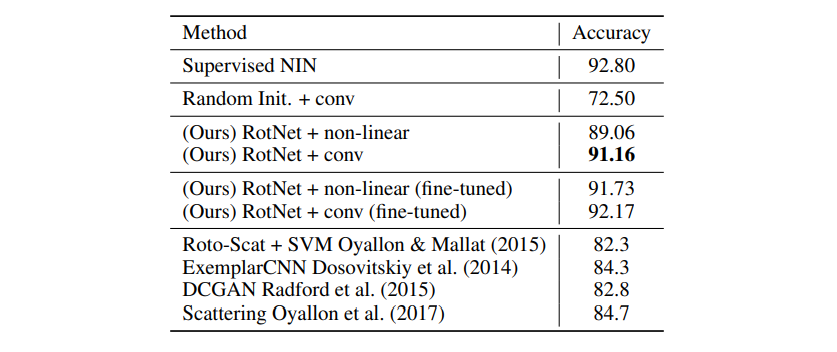 Method Accuracy
Supervised NIN 92.80
Random Init. + conv 72.50
(Ours) RotNet + non-linear 89.06
(Ours) RotNet + conv 91.16
(Ours) RotNet + non-linear (fine-tuned) 91.73
(Ours) RotNet + conv (fine-tuned) 92.17
Roto-Scat + SVM Oyallon & Mallat (2015) 82.3
ExemplarCNN Dosovitskiy et al. (2014) 84.3
DCGAN Radford et al. (2015) 82.8
Scattering Oyallon et al. (2017) 84.7